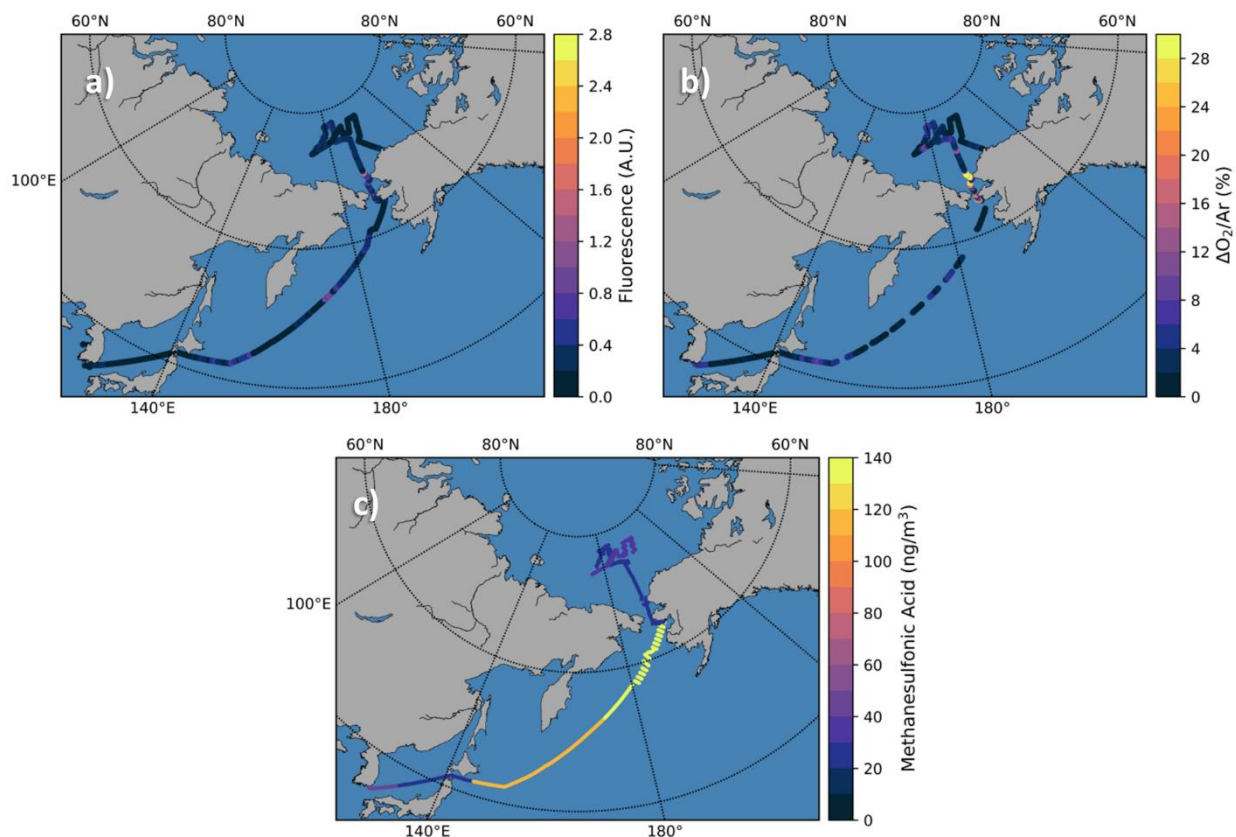 60°N 80°N 80°N 60°N
a)
100°E
140°E 180°
2.8
2.4
2.0
1.6
1.2
0.8
0.4
0.0
Fluorescence (A.U.)
60°N 80°N 80°N 60°N
b)
100°E
140°E 180°
28
24
20
16
12
8
4
0
ΔO₂/Ar (%)
60°N 80°N 80°N 60°N
c)
100°E
140°E 180°
140
120
100
80
60
40
20
0
Methanesulfonic Acid (ng/m³)